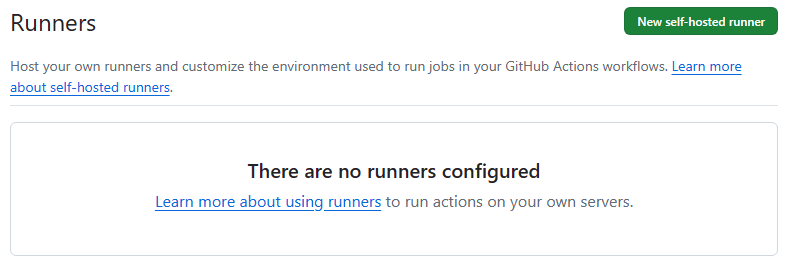 Runners
New self-hosted runner
Host your own runners and customize the environment used to run jobs in your GitHub Actions workflows. Learn more
about self-hosted runners.
There are no runners configured
Learn more about using runners to run actions on your own servers.